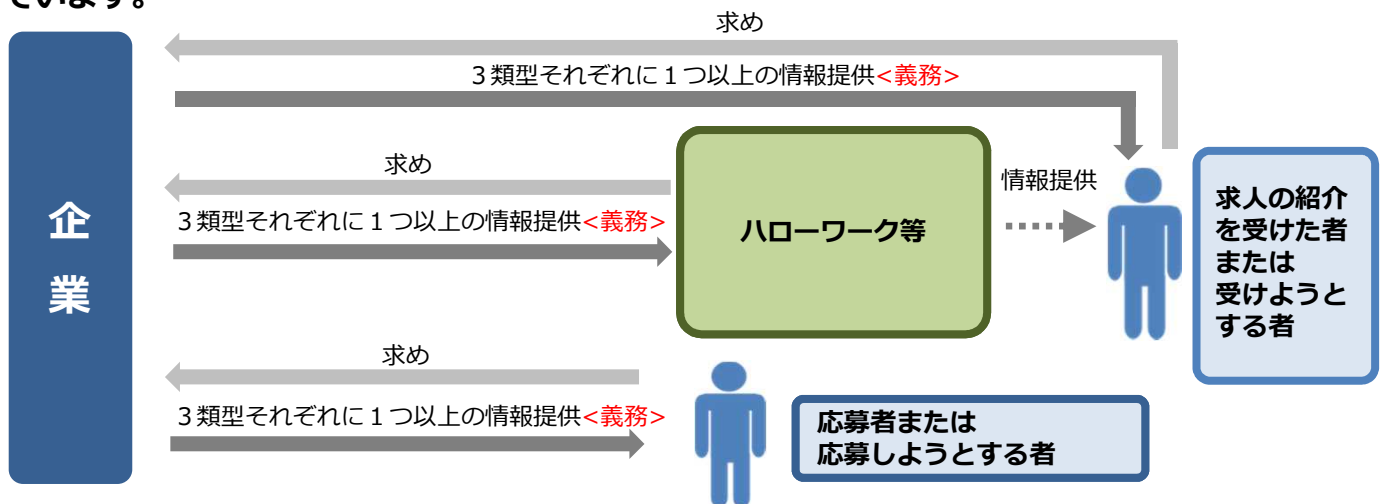 ています。
求め
３類型それぞれに１つ以上の情報提供<義務>
企
業
求め
３類型それぞれに１つ以上の情報提供<義務>
ハローワーク等
情報提供
求人の紹介
を受けた者
または
受けようと
する者
求め
３類型それぞれに１つ以上の情報提供<義務>
応募者または
応募しようとする者